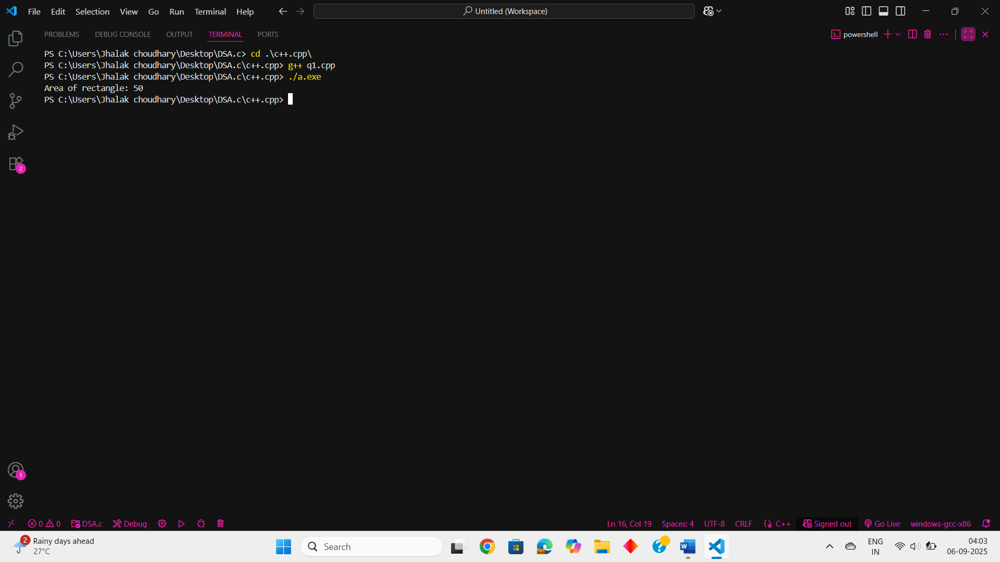 File Edit Selection View Go Run Terminal Help
Untitled (Workspace)
PROBLEMS DEBUG CONSOLE OUTPUT TERMINAL PORTS
powershell
PS C:\Users\Jhalak choudhary\Desktop\DSA.c> cd .\c++.cpp\
PS C:\Users\Jhalak choudhary\Desktop\DSA.c\c++.cpp> g++ q1.cpp
PS C:\Users\Jhalak choudhary\Desktop\DSA.c\c++.cpp> ./a.exe
Area of rectangle: 50
PS C:\Users\Jhalak choudhary\Desktop\DSA.c\c++.cpp>
2
1
0 0 DSA.c Debug
Ln 16, Col 19 Spaces: 4 UTF-8 CRLF {} C++ Signed out Go Live windows-gcc-x86
2
Rainy days ahead
27°C
Search
W
ENG
IN
04:03
06-09-2025